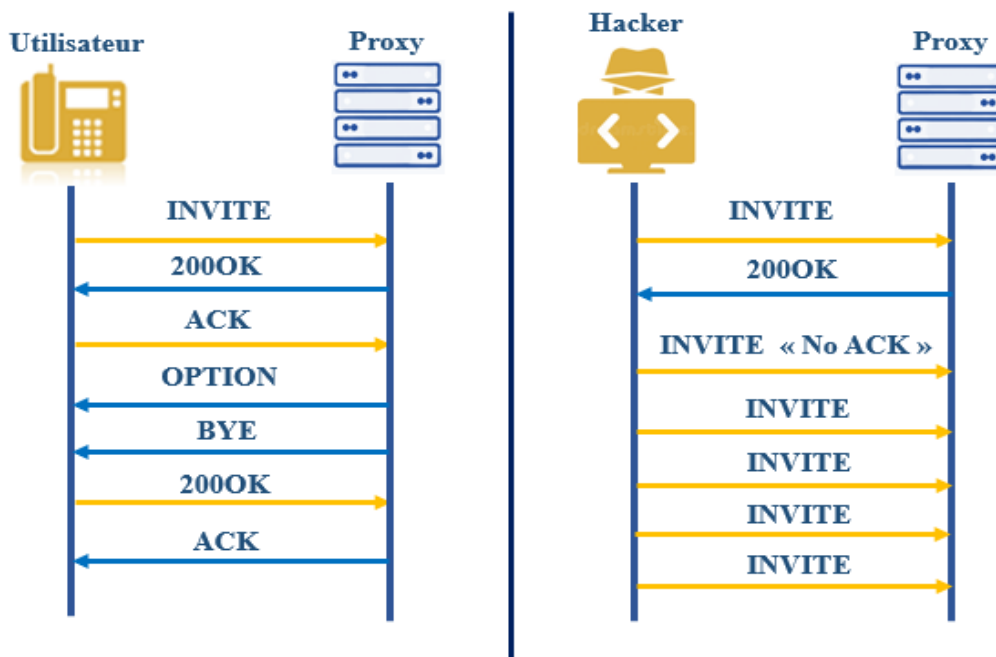 Utilisateur
Proxy
INVITE
200OK
ACK
OPTION
BYE
200OK
ACK
Hacker
Proxy
INVITE
200OK
INVITE « No ACK »
INVITE
INVITE
INVITE
INVITE